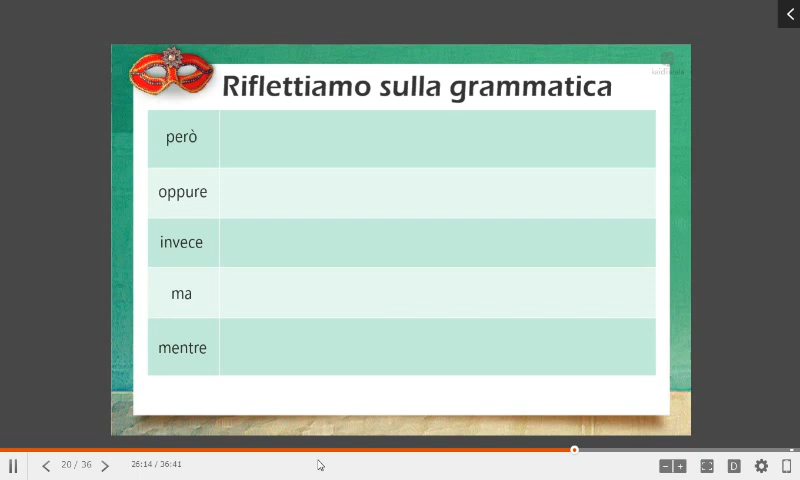 Riflettiamo sulla grammatica
però
oppure
invece
ma
mentre
20 / 36
26:14 / 36:41
D